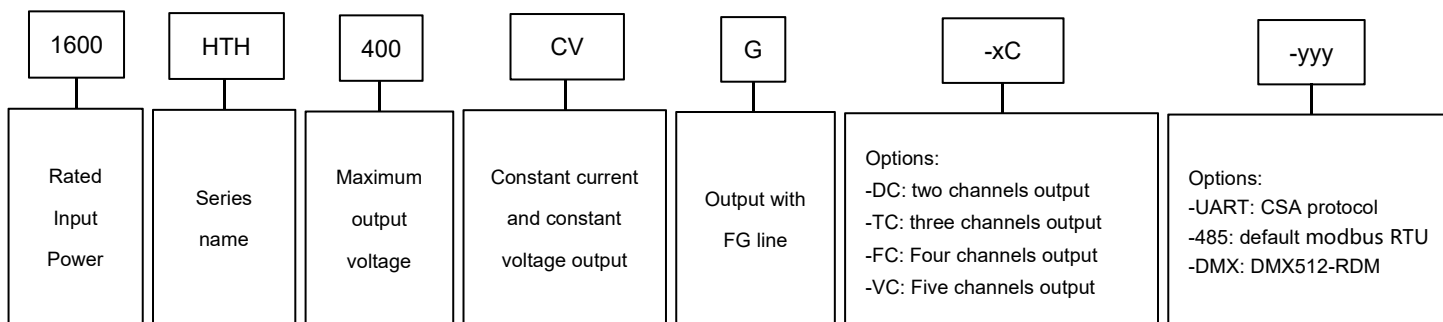 1600
HTH
400
CV
G
-xC
-yyy
Rated
Input
Power
Series
name
Maximum
output
voltage
Constant current
and constant
voltage output
Output with
FG line
Options:
-DC: two channels output
-TC: three channels output
-FC: Four channels output
-VC: Five channels output
Options:
-UART: CSA protocol
-485: default modbus RTU
-DMX: DMX512-RDM